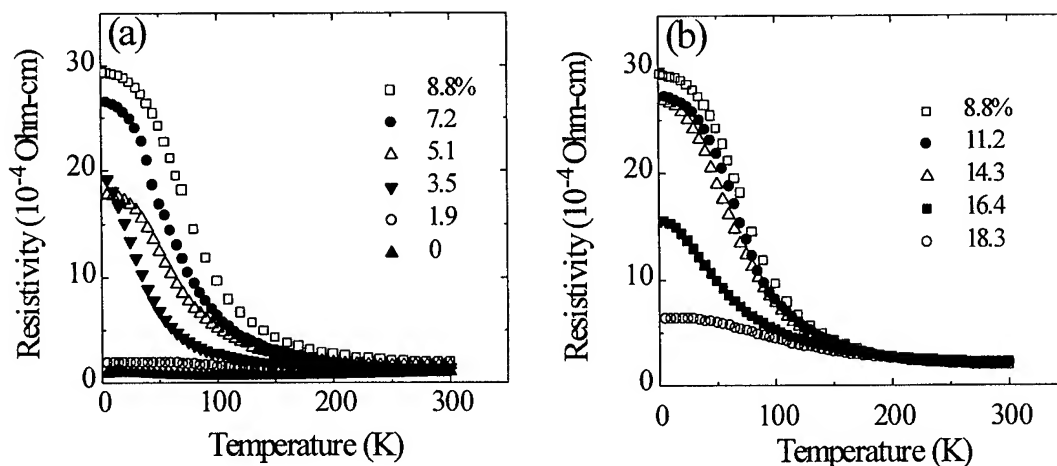 (a)
Resistivity (10⁻⁴ Ohm-cm)
30
20
10
0
0 100 200 300
Temperature (K)
8.8%
7.2
5.1
3.5
1.9
0
(b)
Resistivity (10⁻⁴ Ohm-cm)
30
20
10
0
0 100 200 300
Temperature (K)
8.8%
11.2
14.3
16.4
18.3